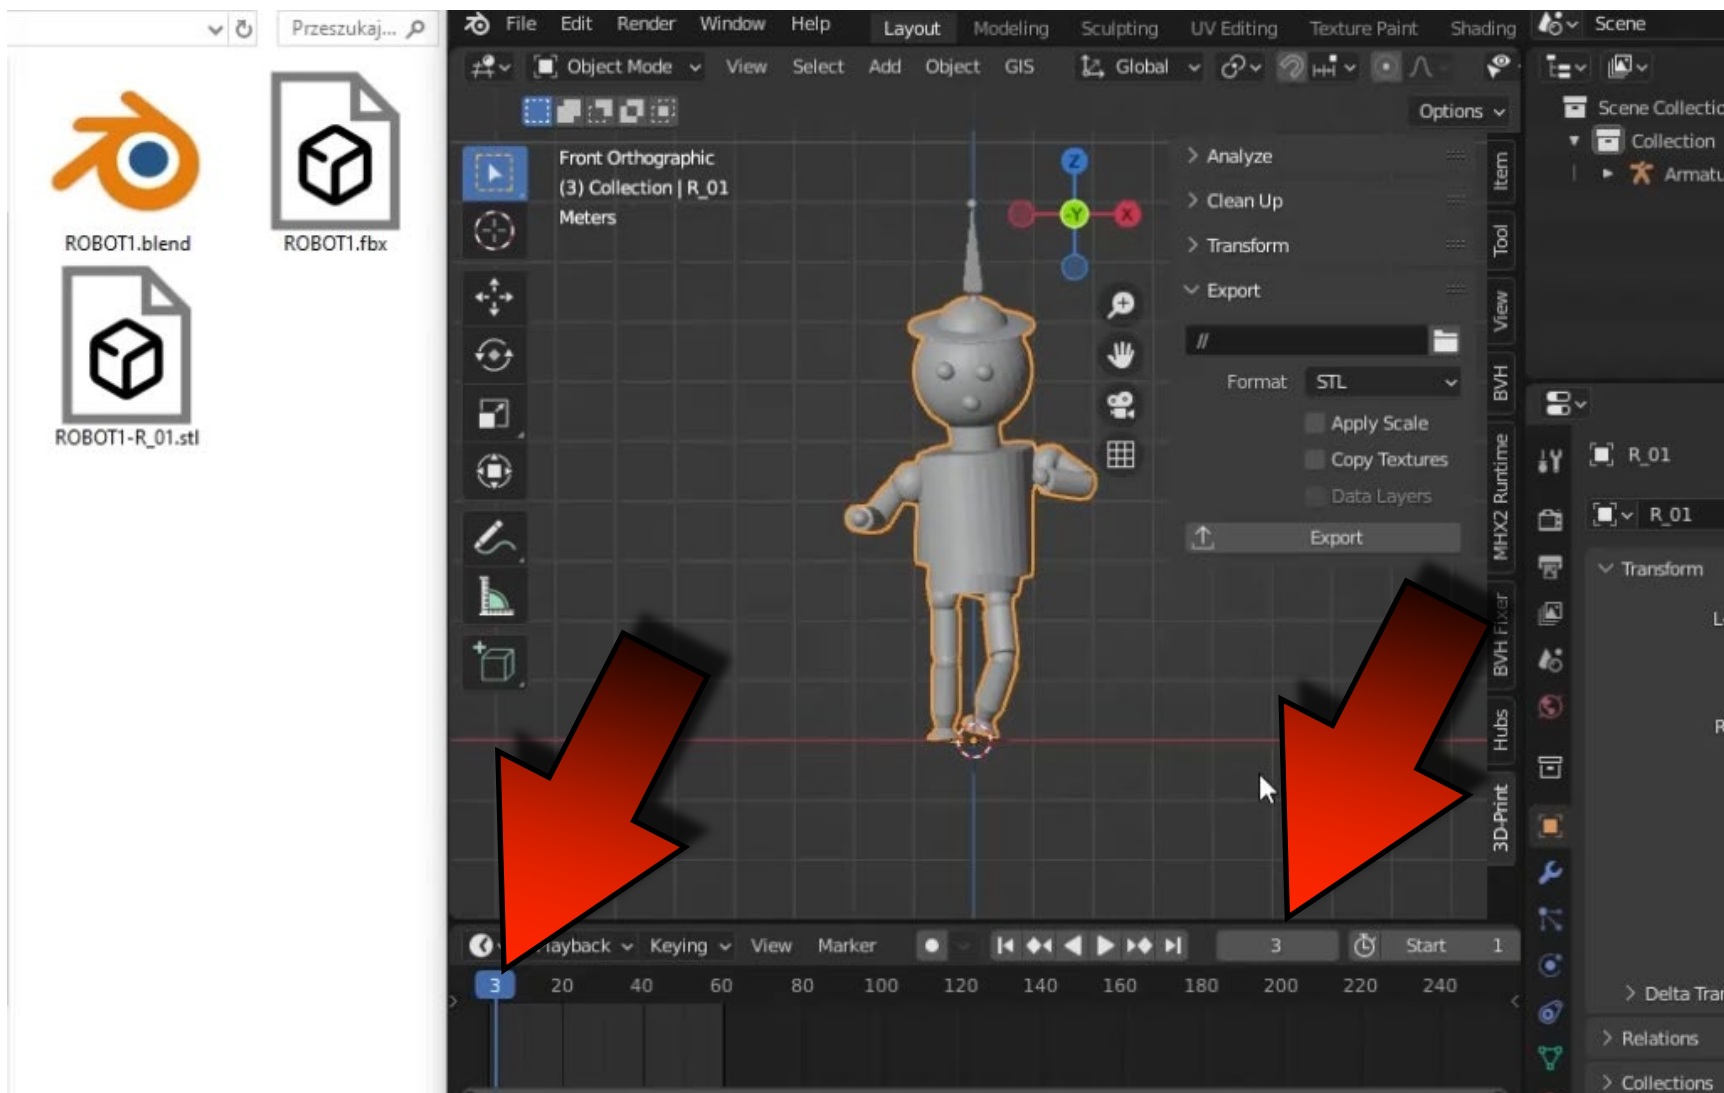 Przeszukaj...
ROBOT1.blend
ROBOT1.fbx
ROBOT1-R_01.stl
File Edit Render Window Help Layout Modeling Sculpting UV Editing Texture Paint Shading
Scene
Object Mode View Select Add Object GIS Global
Options
Front Orthographic
(3) Collection | R_01
Meters
Z
-Y
X
Analyze
Clean Up
Transform
Export
//
Format STL
Apply Scale
Copy Textures
Data Layers
Export
Item
Tool
View
BVH
MHX2 Runtime
BVH Fixer
Hubs
3D-Print
Scene Collectio
Collection
Armatu
R_01
R_01
Transform
L
R
Delta Tra
Relations
Collections
layback Keying View Marker 3 Start 1
3 20 40 60 80 100 120 140 160 180 200 220 240